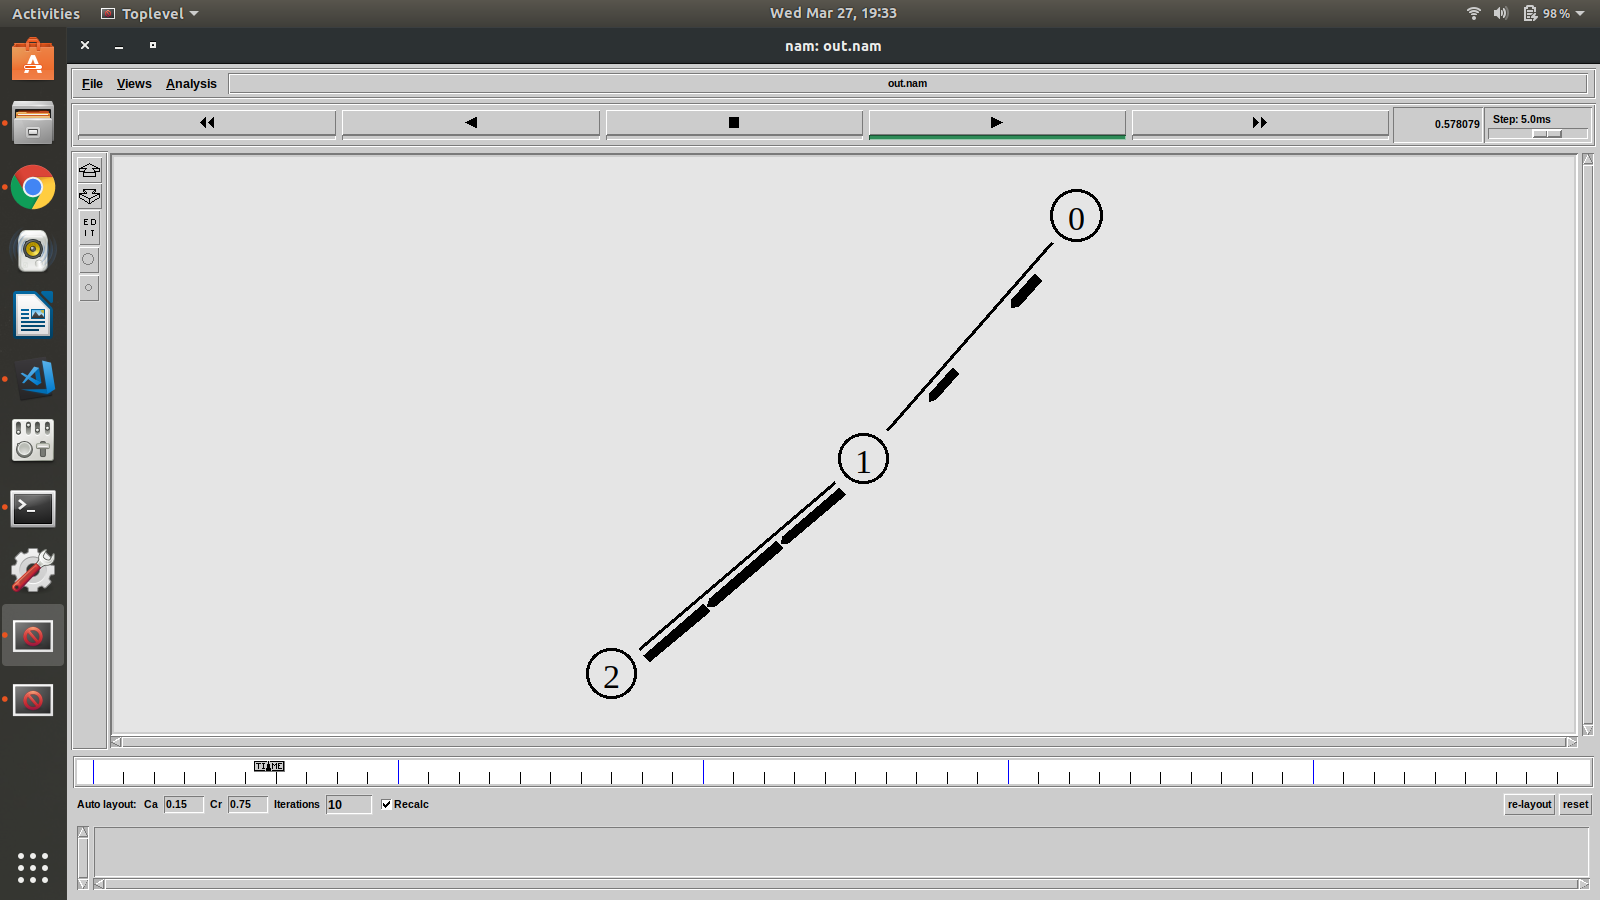 Activities Toplevel Wed Mar 27, 19:33 98 %
nam: out.nam
File Views Analysis out.nam
0.578079 Step: 5.0ms
ED
IT
0
1
2
TIME
Auto layout: Ca 0.15 Cr 0.75 Iterations 10 Recalc re-layout reset